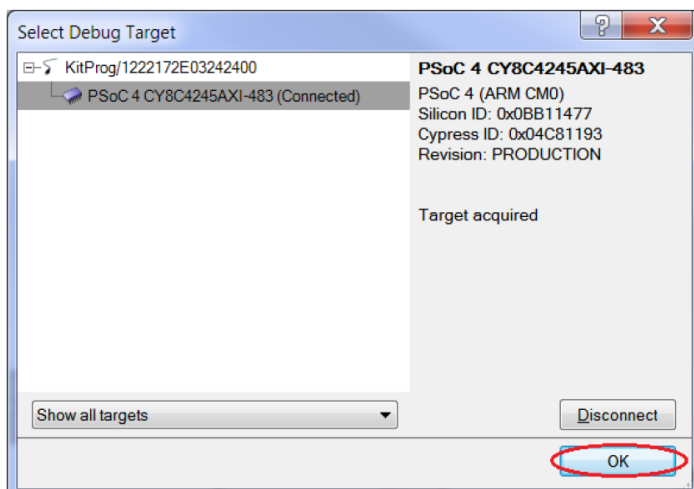 Select Debug Target
KitProg/1222172E03242400
PSoC 4 CY8C4245AXI-483 (Connected)
PSoC 4 CY8C4245AXI-483
PSoC 4 (ARM CM0)
Silicon ID: 0x0BB11477
Cypress ID: 0x04C81193
Revision: PRODUCTION
Target acquired
Show all targets
Disconnect
OK